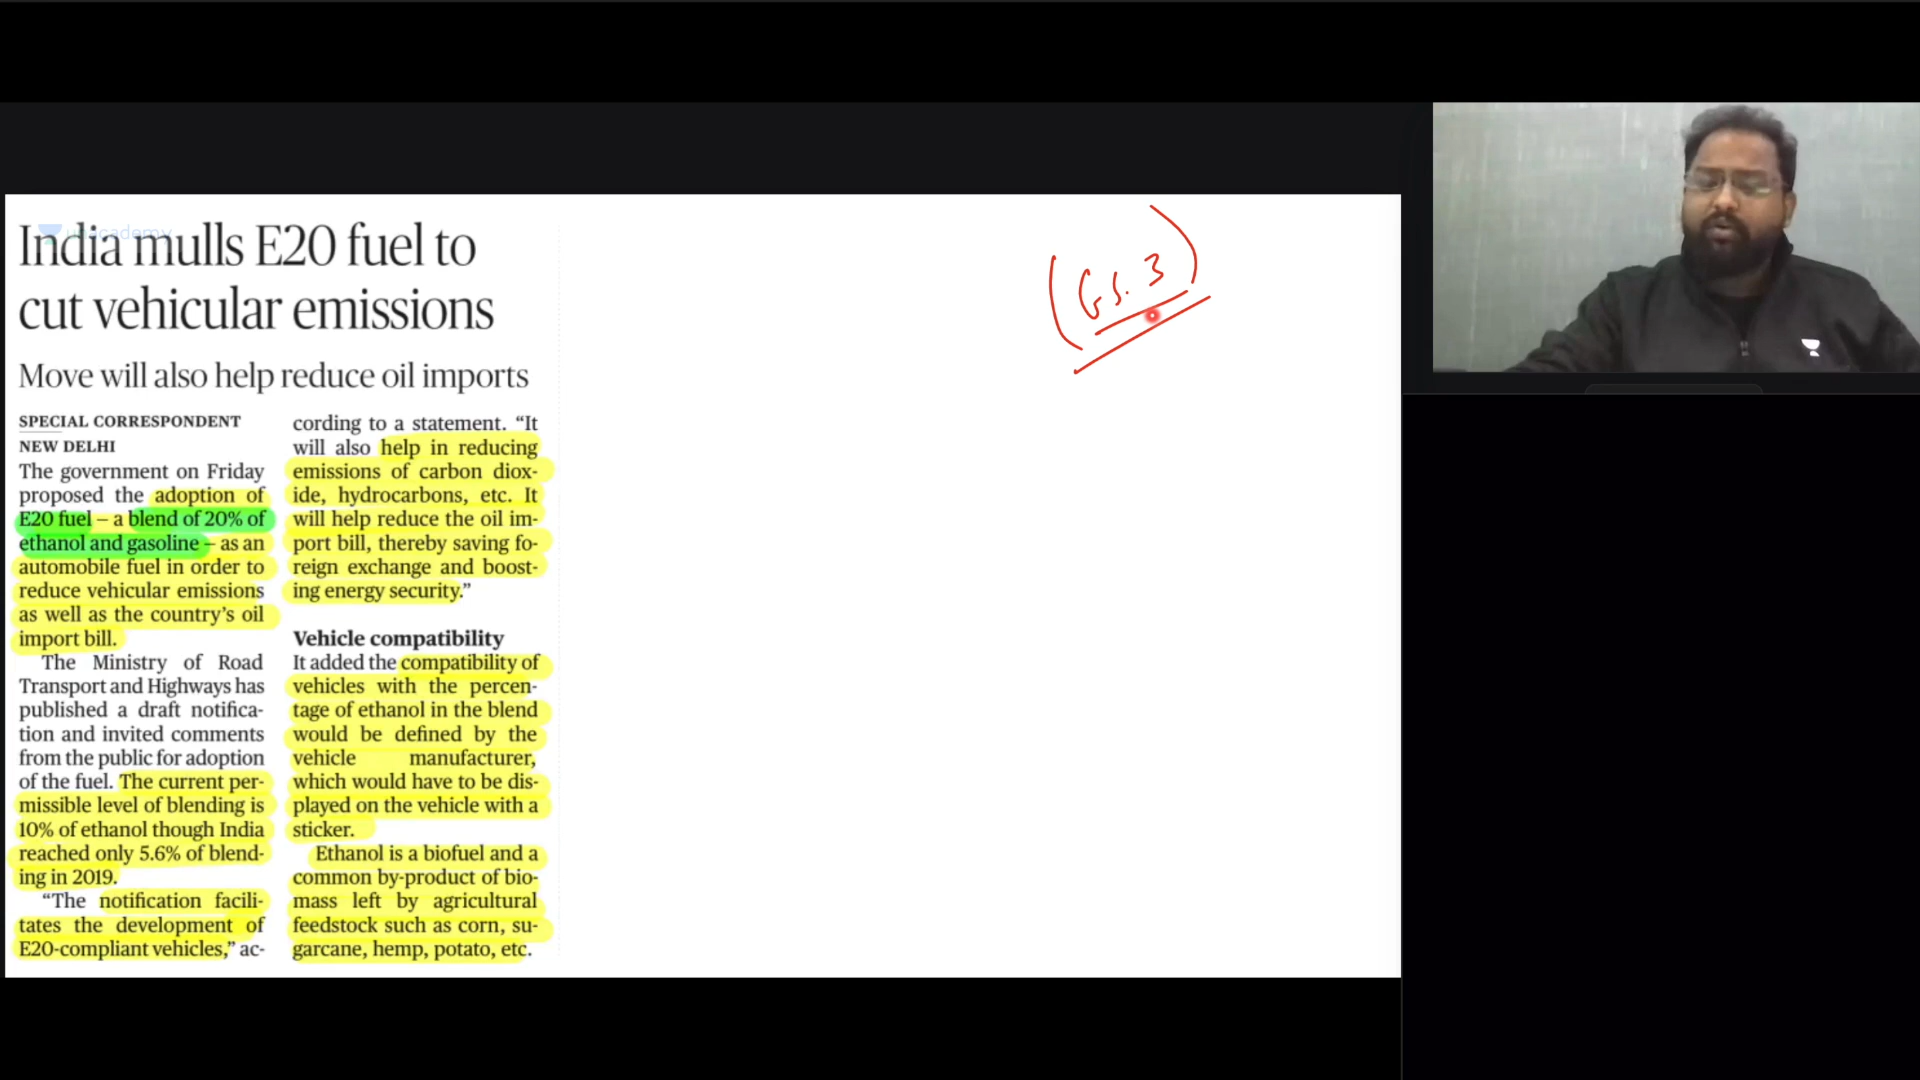 unacademy
India mulls E20 fuel to
cut vehicular emissions
Move will also help reduce oil imports
SPECIAL CORRESPONDENT
NEW DELHI
The government on Friday
proposed the adoption of
E20 fuel – a blend of 20% of
ethanol and gasoline – as an
automobile fuel in order to
reduce vehicular emissions
as well as the country’s oil
import bill.
The Ministry of Road
Transport and Highways has
published a draft notifica-
tion and invited comments
from the public for adoption
of the fuel. The current per-
missible level of blending is
10% of ethanol though India
reached only 5.6% of blend-
ing in 2019.
“The notification facili-
tates the development of
E20-compliant vehicles,” ac-
cording to a statement. “It
will also help in reducing
emissions of carbon diox-
ide, hydrocarbons, etc. It
will help reduce the oil im-
port bill, thereby saving fo-
reign exchange and boost-
ing energy security.”
Vehicle compatibility
It added the compatibility of
vehicles with the percen-
tage of ethanol in the blend
would be defined by the
vehicle manufacturer,
which would have to be dis-
played on the vehicle with a
sticker.
Ethanol is a biofuel and a
common by-product of bio-
mass left by agricultural
feedstock such as corn, su-
garcane, hemp, potato, etc.
(GS.3)